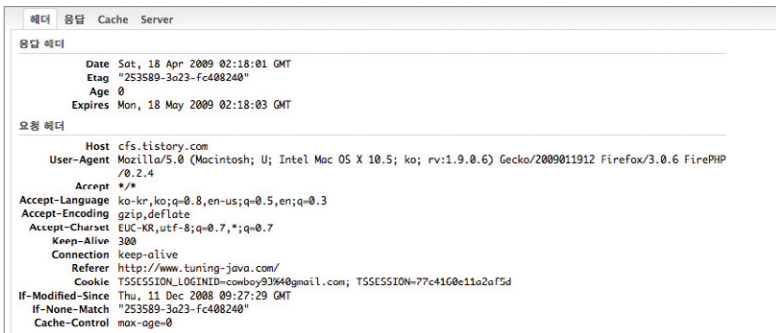 헤더 응답 Cache Server
응답 헤더
Date Sat, 18 Apr 2009 02:18:01 GMT
Etag "253589-3a23-fc408240"
Age 0
Expires Mon, 18 May 2009 02:18:03 GMT
요청 헤더
Host cfs.tistory.com
User-Agent Mozilla/5.0 (Macintosh; U; Intel Mac OS X 10.5; ko; rv:1.9.0.6) Gecko/2009011912 Firefox/3.0.6 FirePHP
/0.2.4
Accept */*
Accept-Language ko-kr,ko;q=0.8,en-us;q=0.5,en;q=0.3
Accept-Encoding gzip,deflate
Accept-Charset EUC-KR,utf-8;q=0.7,*;q=0.7
Keep-Alive 300
Connection keep-alive
Referer http://www.tuning-java.com/
Cookie TSSESSION_LOGINID=cowboy93%40gmail.com; TSSESSION=77c4160e11a2af5d
If-Modified-Since Thu, 11 Dec 2008 09:27:29 GMT
If-None-Match "253589-3a23-fc408240"
Cache-Control max-age=0